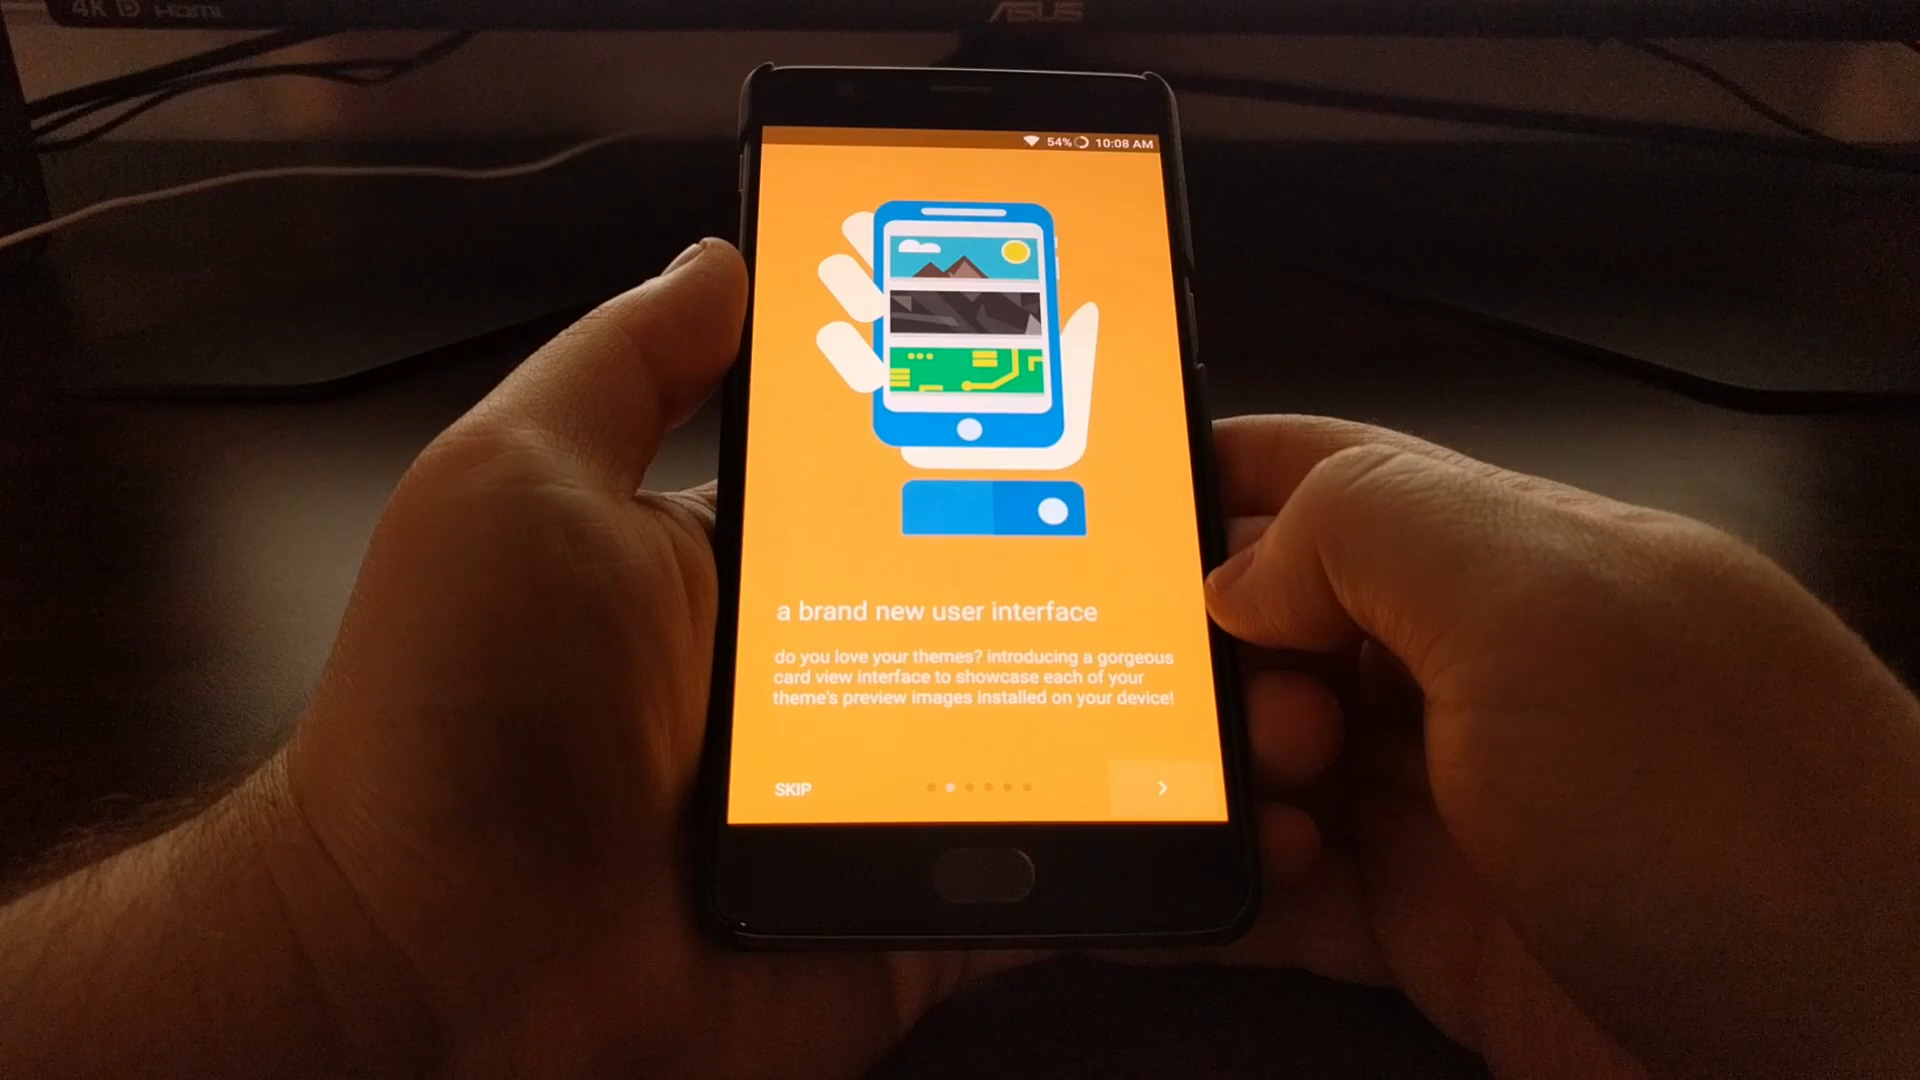 4K HDMI
ASUS
54% 10:08 AM
a brand new user interface
do you love your themes? introducing a gorgeous
card view interface to showcase each of your
theme's preview images installed on your device!
SKIP